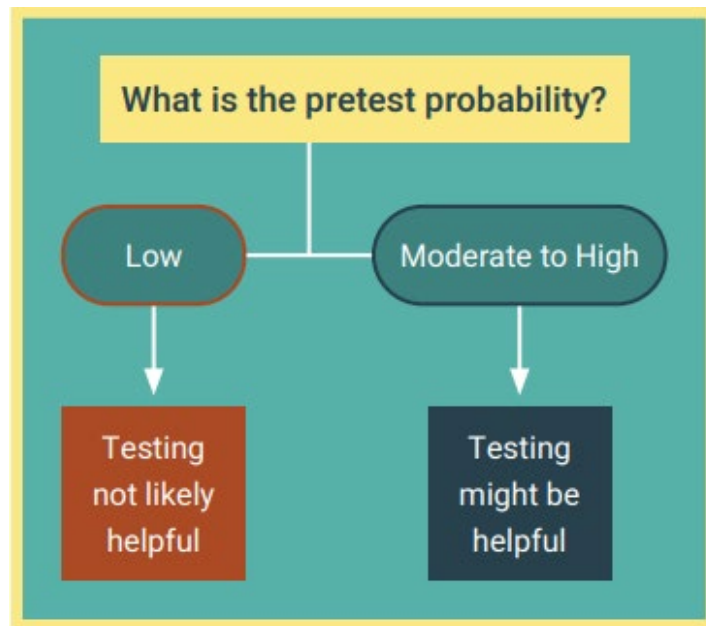 What is the pretest probability?
Low
Moderate to High
Testing
not likely
helpful
Testing
might be
helpful